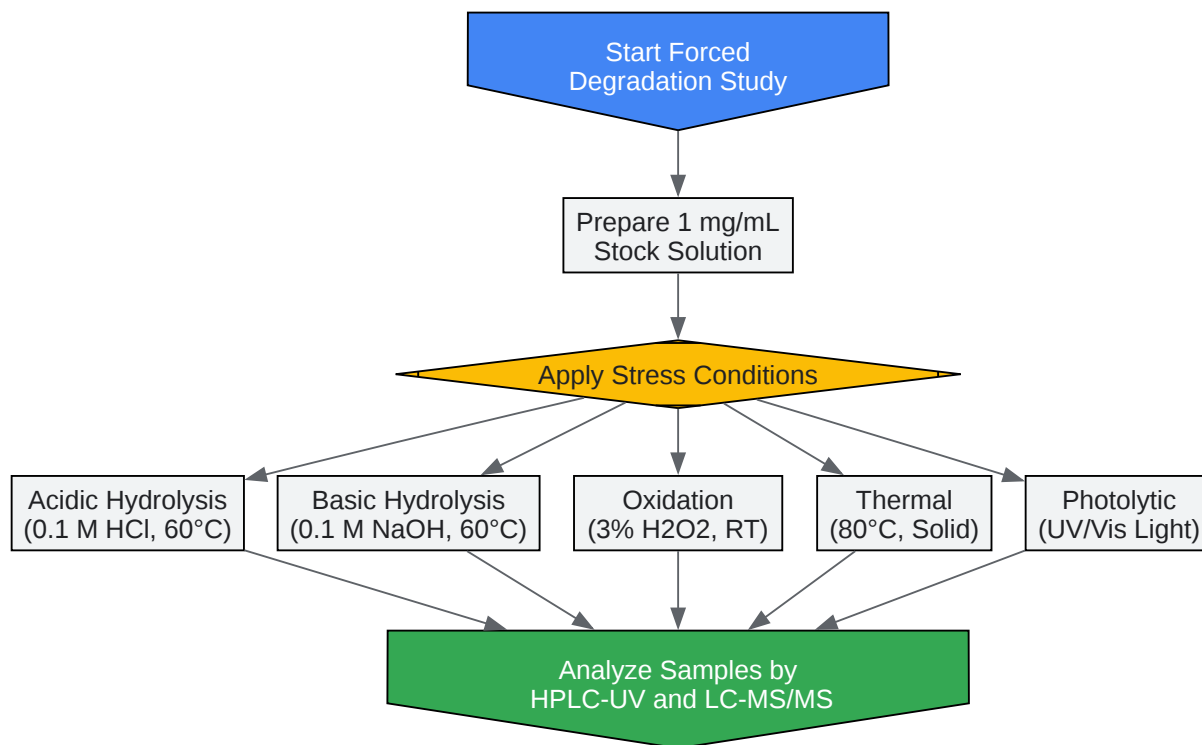 Start Forced
Degradation Study
Prepare 1 mg/mL
Stock Solution
Apply Stress Conditions
Acidic Hydrolysis
(0.1 M HCl, 60°C)
Basic Hydrolysis
(0.1 M NaOH, 60°C)
Oxidation
(3% H2O2, RT)
Thermal
(80°C, Solid)
Photolytic
(UV/Vis Light)
Analyze Samples by
HPLC-UV and LC-MS/MS